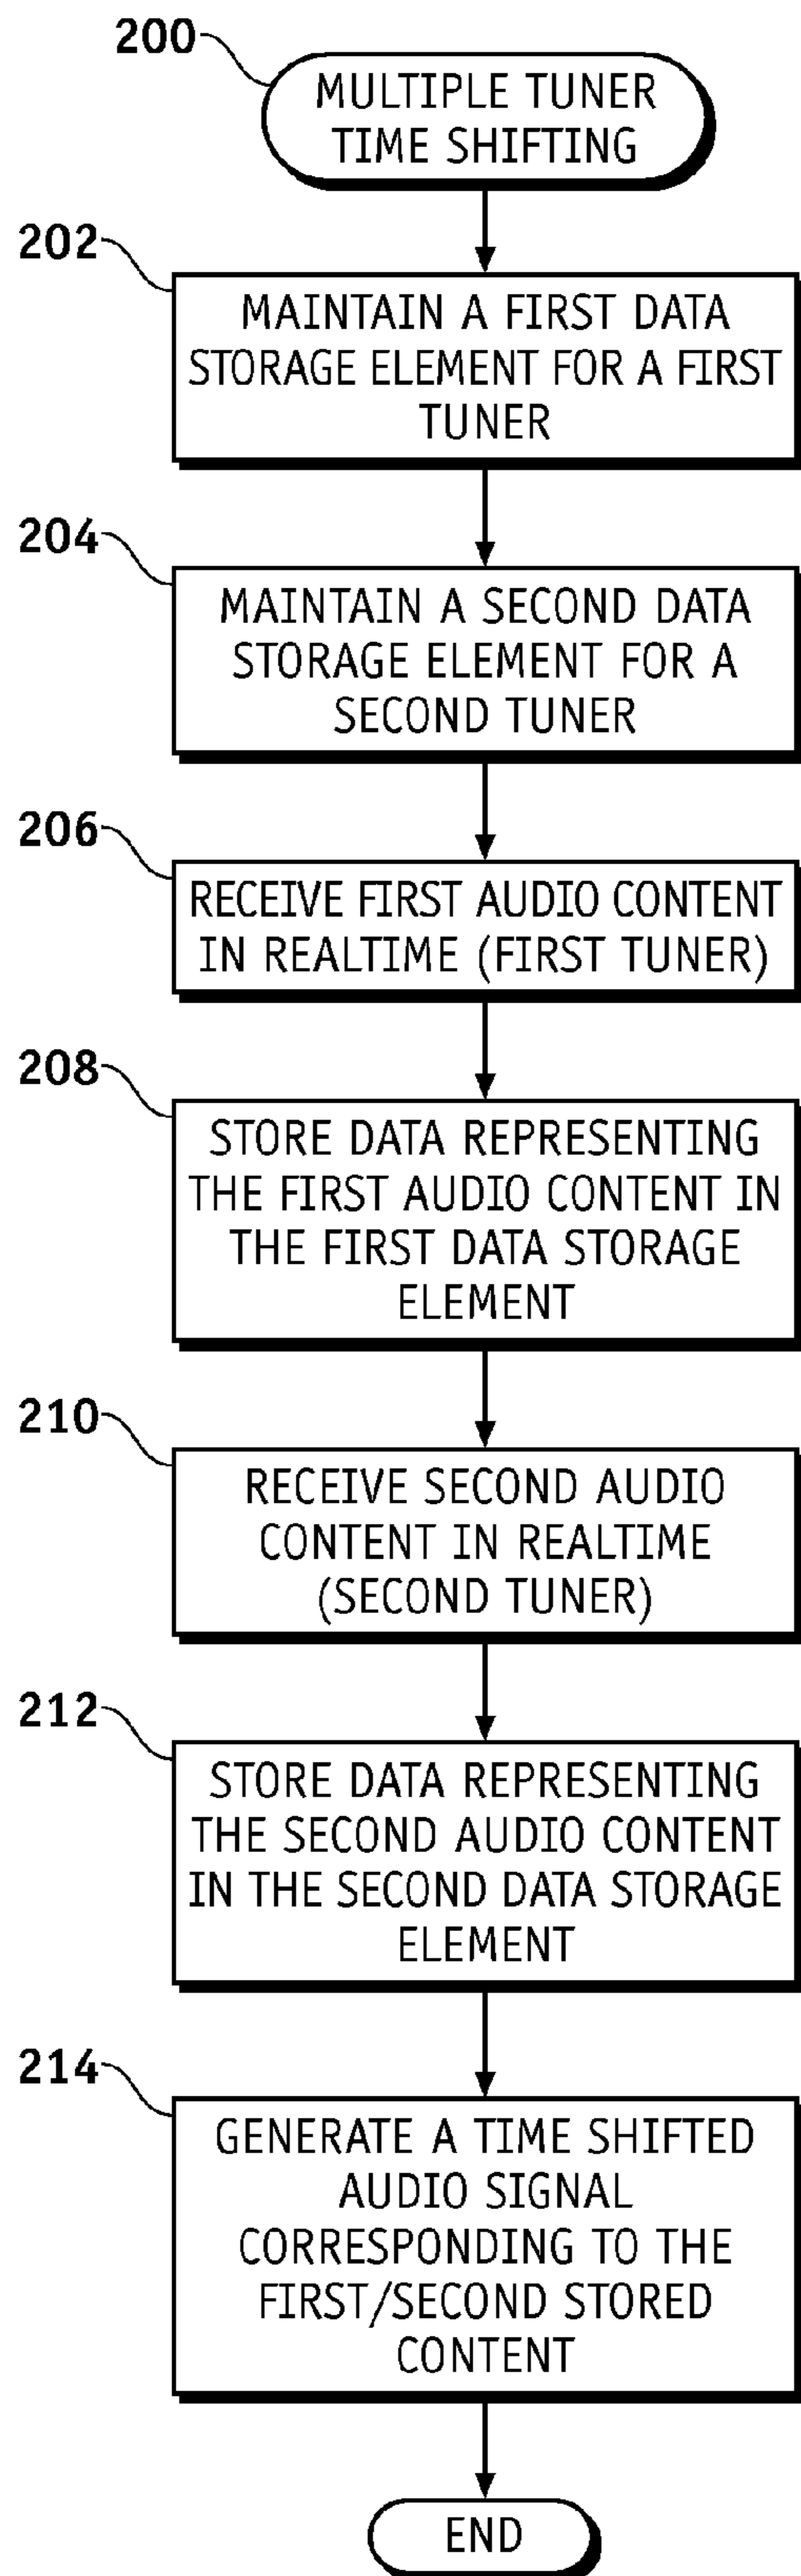 200
MULTIPLE TUNER
TIME SHIFTING
202
MAINTAIN A FIRST DATA
STORAGE ELEMENT FOR A FIRST
TUNER
204
MAINTAIN A SECOND DATA
STORAGE ELEMENT FOR A
SECOND TUNER
206
RECEIVE FIRST AUDIO CONTENT
IN REALTIME (FIRST TUNER)
208
STORE DATA REPRESENTING
THE FIRST AUDIO CONTENT IN
THE FIRST DATA STORAGE
ELEMENT
210
RECEIVE SECOND AUDIO
CONTENT IN REALTIME
(SECOND TUNER)
212
STORE DATA REPRESENTING
THE SECOND AUDIO CONTENT
IN THE SECOND DATA STORAGE
ELEMENT
214
GENERATE A TIME SHIFTED
AUDIO SIGNAL
CORRESPONDING TO THE
FIRST/SECOND STORED
CONTENT
END